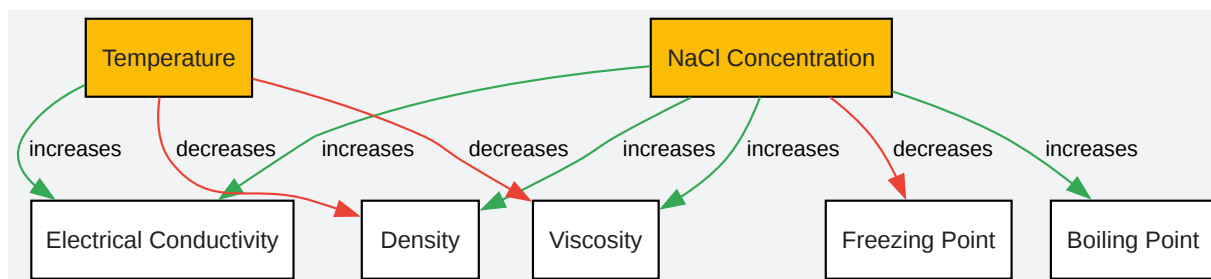 Temperature
NaCl Concentration
increases
decreases
increases
decreases
increases
increases
decreases
increases
Electrical Conductivity
Density
Viscosity
Freezing Point
Boiling Point